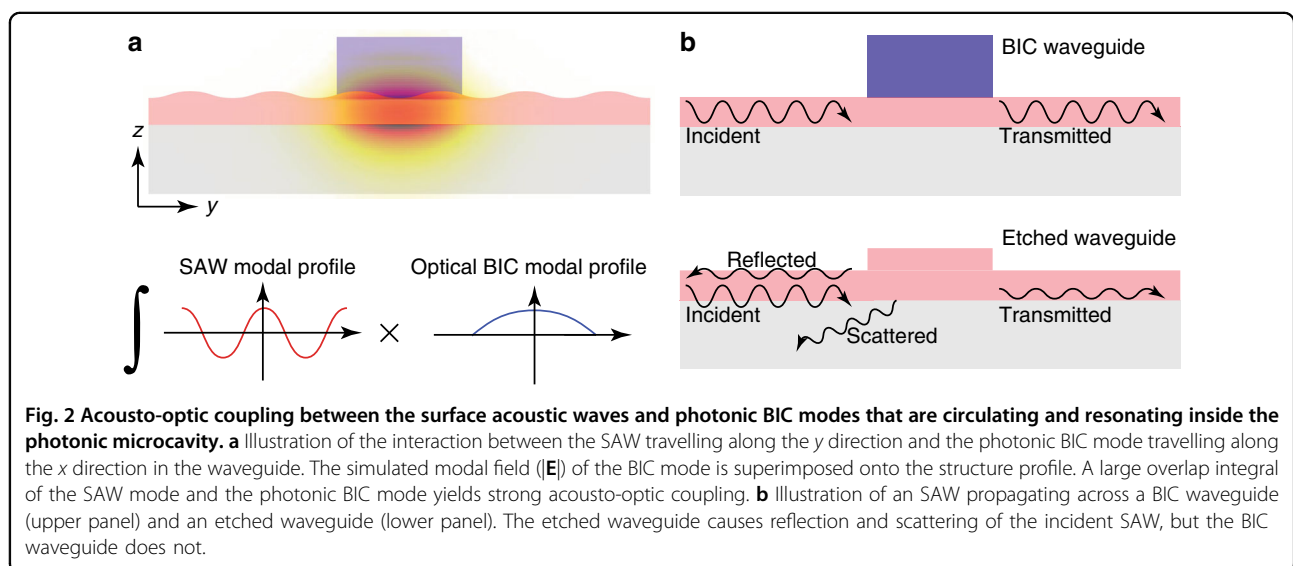 a
z
y
SAW modal profile
Optical BIC modal profile
∫
×
b
BIC waveguide
Incident
Transmitted
Etched waveguide
Reflected
Incident
Transmitted
Scattered
Fig. 2 Acousto-optic coupling between the surface acoustic waves and photonic BIC modes that are circulating and resonating inside the
photonic microcavity. a Illustration of the interaction between the SAW travelling along the y direction and the photonic BIC mode travelling along
the x direction in the waveguide. The simulated modal field (|E|) of the BIC mode is superimposed onto the structure profile. A large overlap integral
of the SAW mode and the photonic BIC mode yields strong acousto-optic coupling. b Illustration of an SAW propagating across a BIC waveguide
(upper panel) and an etched waveguide (lower panel). The etched waveguide causes reflection and scattering of the incident SAW, but the BIC
waveguide does not.